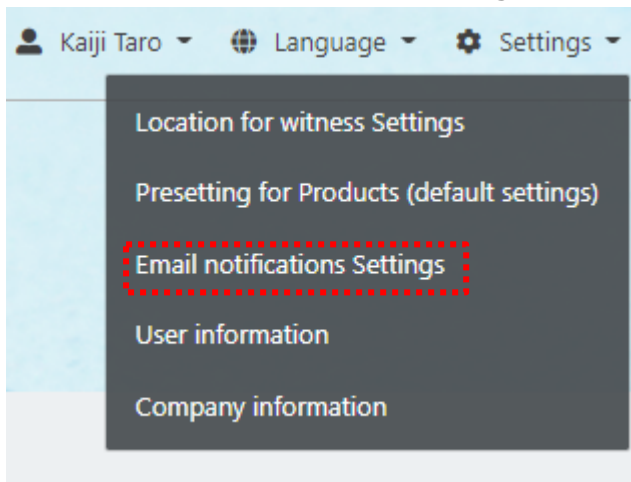 Kaiji Taro Language Settings
Location for witness Settings
Presetting for Products (default settings)
Email notifications Settings
User information
Company information